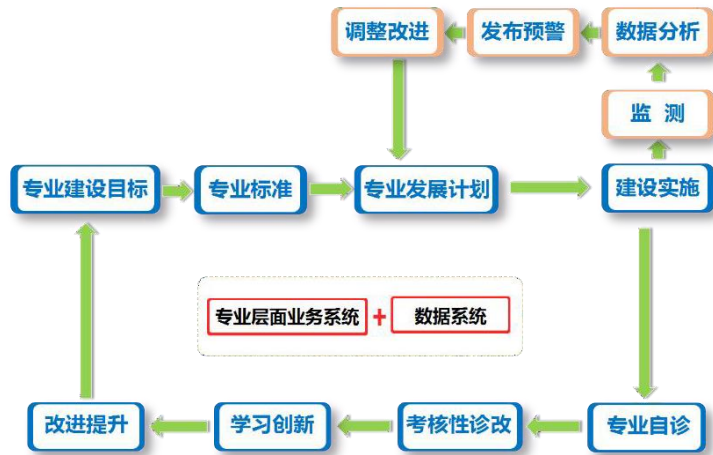 调整改进
发布预警
数据分析
监 测
专业建设目标
专业标准
专业发展计划
建设实施
专业层面业务系统 + 数据系统
改进提升
学习创新
考核性诊改
专业自诊